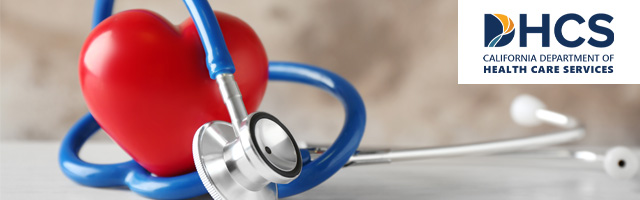 DHCS
CALIFORNIA DEPARTMENT OF
HEALTH CARE SERVICES